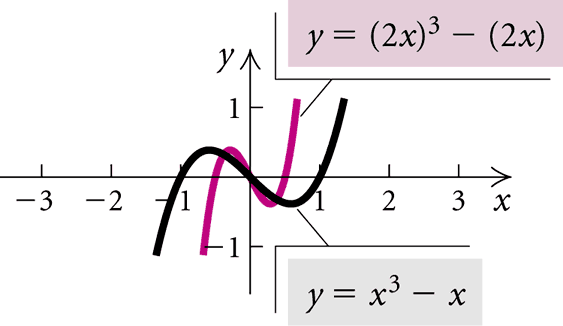 y = (2x)³ − (2x)
y
1
−3 −2 −1 1 2 3 x
−1
y = x³ − x